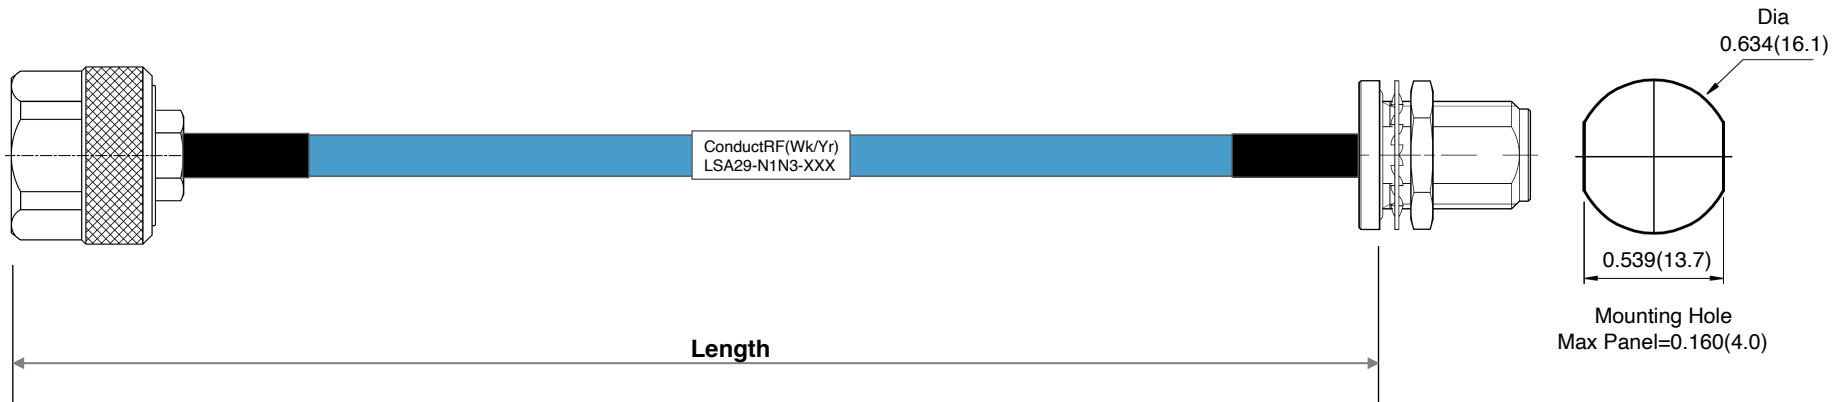 Dia
0.634(16.1)
ConductRF(Wk/Yr)
LSA29-N1N3-XXX
0.539(13.7)
Mounting Hole
Max Panel=0.160(4.0)
Length